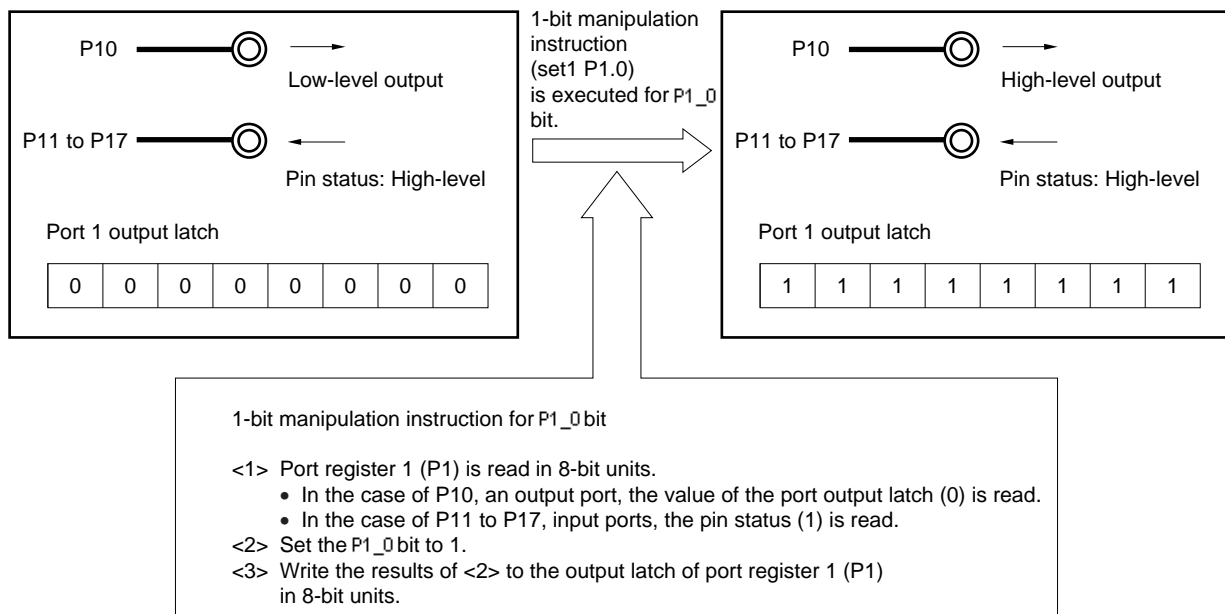 P10
Low-level output
P11 to P17
Pin status: High-level
Port 1 output latch
0 0 0 0 0 0 0 0
1-bit manipulation
instruction
(set1 P1.0)
is executed for P1_0
bit.
P10
High-level output
P11 to P17
Pin status: High-level
Port 1 output latch
1 1 1 1 1 1 1 1
1-bit manipulation instruction for P1_0 bit
<1> Port register 1 (P1) is read in 8-bit units.
• In the case of P10, an output port, the value of the port output latch (0) is read.
• In the case of P11 to P17, input ports, the pin status (1) is read.
<2> Set the P1_0 bit to 1.
<3> Write the results of <2> to the output latch of port register 1 (P1)
in 8-bit units.